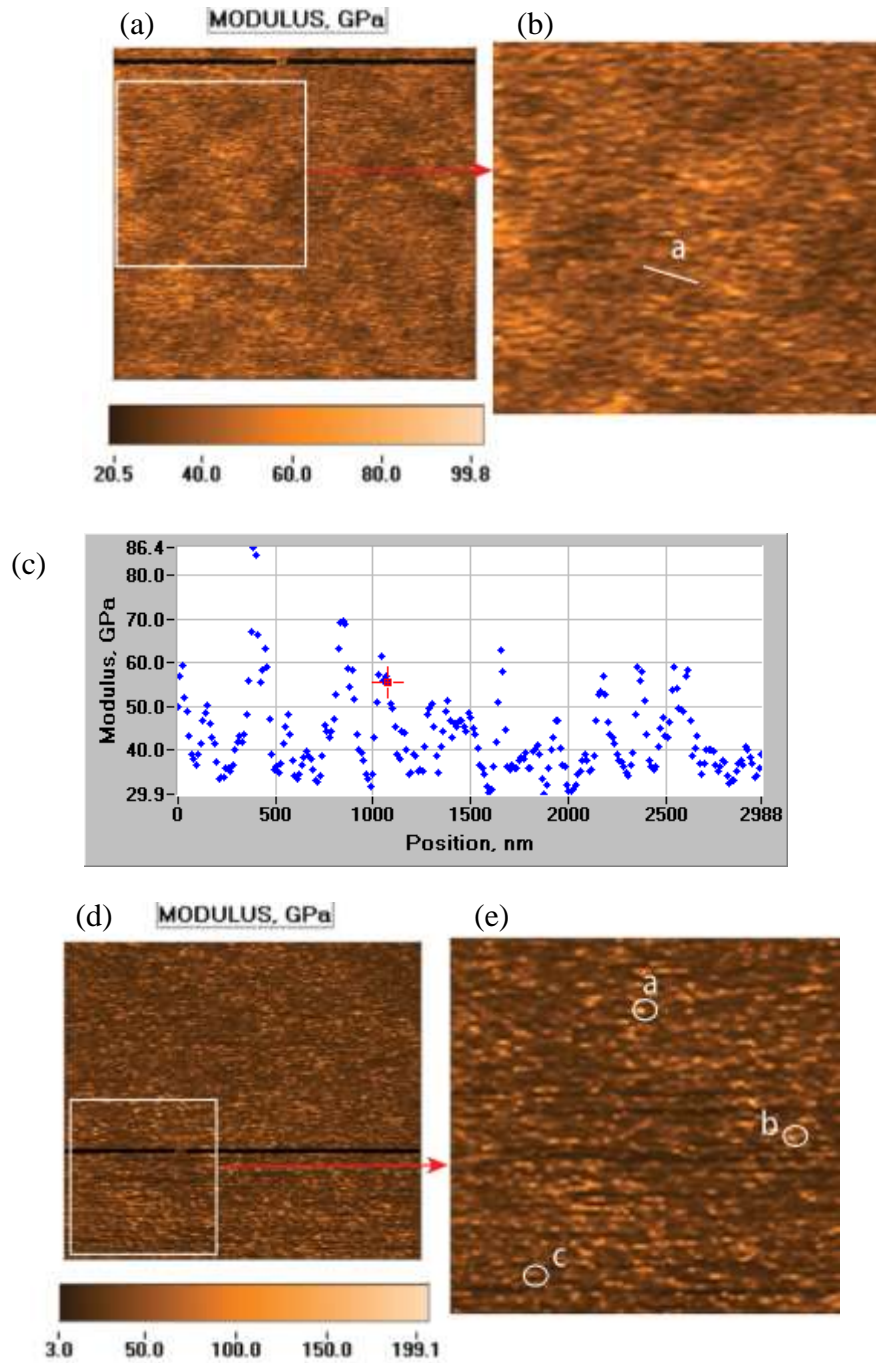 (a) MODULUS, GPa (b)
a
20.5 40.0 60.0 80.0 99.8
(c)
Modulus, GPa
86.4
80.0
70.0
60.0
50.0
40.0
29.9
0 500 1000 1500 2000 2500 2988
Position, nm
(d) MODULUS, GPa (e)
a
b
c
3.0 50.0 100.0 150.0 199.1